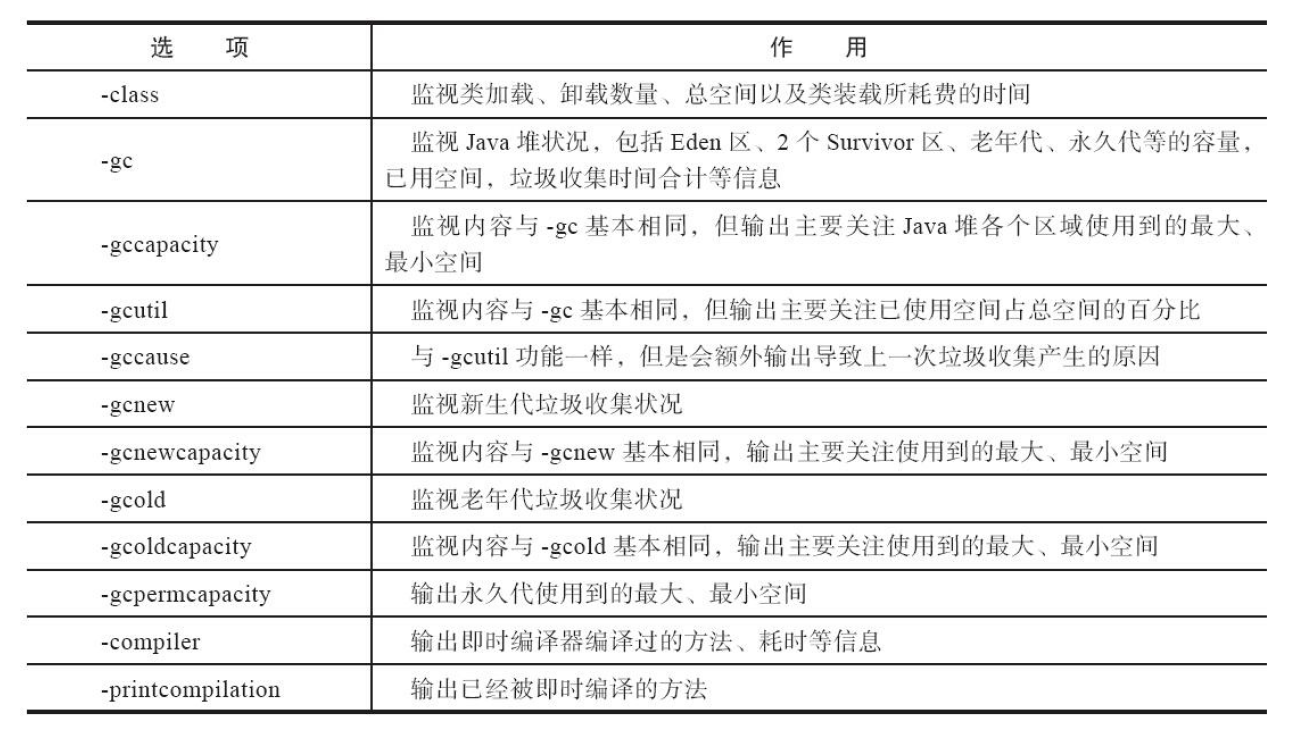 选 项 作 用
-class 监视类加载、卸载数量、总空间以及类装载所耗费的时间
-gc 监视 Java 堆状况，包括 Eden 区、2 个 Survivor 区、老年代、永久代等的容量，
已用空间，垃圾收集时间合计等信息
-gccapacity 监视内容与 -gc 基本相同，但输出主要关注 Java 堆各个区域使用到的最大、
最小空间
-gcutil 监视内容与 -gc 基本相同，但输出主要关注已使用空间占总空间的百分比
-gccause 与 -gcutil 功能一样，但是会额外输出导致上一次垃圾收集产生的原因
-gcnew 监视新生代垃圾收集状况
-gcnewcapacity 监视内容与 -gcnew 基本相同，输出主要关注使用到的最大、最小空间
-gcold 监视老年代垃圾收集状况
-gcoldcapacity 监视内容与 -gcold 基本相同，输出主要关注使用到的最大、最小空间
-gcpermcapacity 输出永久代使用到的最大、最小空间
-compiler 输出即时编译器编译过的方法、耗时等信息
-printcompilation 输出已经被即时编译的方法